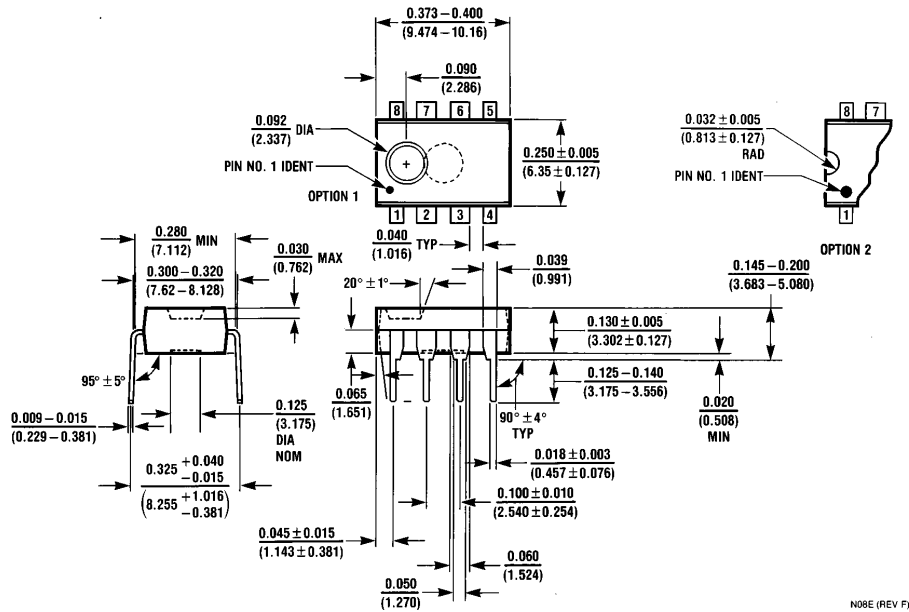 0.373 – 0.400
(9.474 – 10.16)
0.090
(2.286)
8 7 6 5
0.092 DIA
(2.337)
PIN NO. 1 IDENT
OPTION 1
0.250 ± 0.005
(6.35 ± 0.127)
1 2 3 4
0.032 ± 0.005
(0.813 ± 0.127)
RAD
PIN NO. 1 IDENT
8 7
1
OPTION 2
0.280 MIN
(7.112)
0.300 – 0.320
(7.62 – 8.128)
0.030 MAX
(0.762)
0.040 TYP
(1.016)
0.039
(0.991)
20° ± 1°
0.145 – 0.200
(3.683 – 5.080)
0.130 ± 0.005
(3.302 ± 0.127)
0.125 – 0.140
(3.175 – 3.556)
0.020
(0.508)
MIN
95° ± 5°
0.065
(1.651)
90° ± 4°
TYP
0.009 – 0.015
(0.229 – 0.381)
0.125
(3.175)
DIA
NOM
0.018 ± 0.003
(0.457 ± 0.076)
0.325 +0.040
–0.015
(8.255 +1.016
–0.381)
0.100 ± 0.010
(2.540 ± 0.254)
0.045 ± 0.015
(1.143 ± 0.381)
0.060
(1.524)
0.050
(1.270)
N08E (REV F)